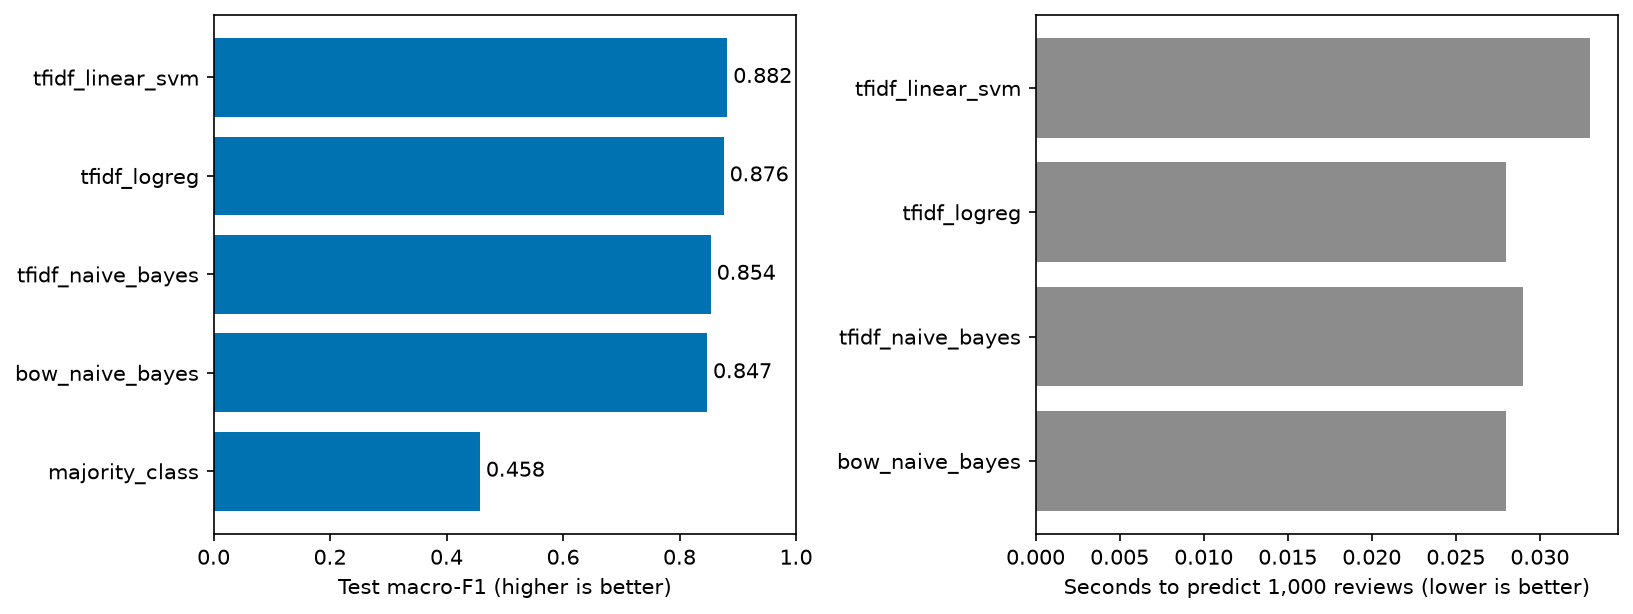 tfidf_linear_svm
0.882
tfidf_logreg
0.876
tfidf_naive_bayes
0.854
bow_naive_bayes
0.847
majority_class
0.458
0.0 0.2 0.4 0.6 0.8 1.0
Test macro-F1 (higher is better)
tfidf_linear_svm
tfidf_logreg
tfidf_naive_bayes
bow_naive_bayes
0.000 0.005 0.010 0.015 0.020 0.025 0.030
Seconds to predict 1,000 reviews (lower is better)